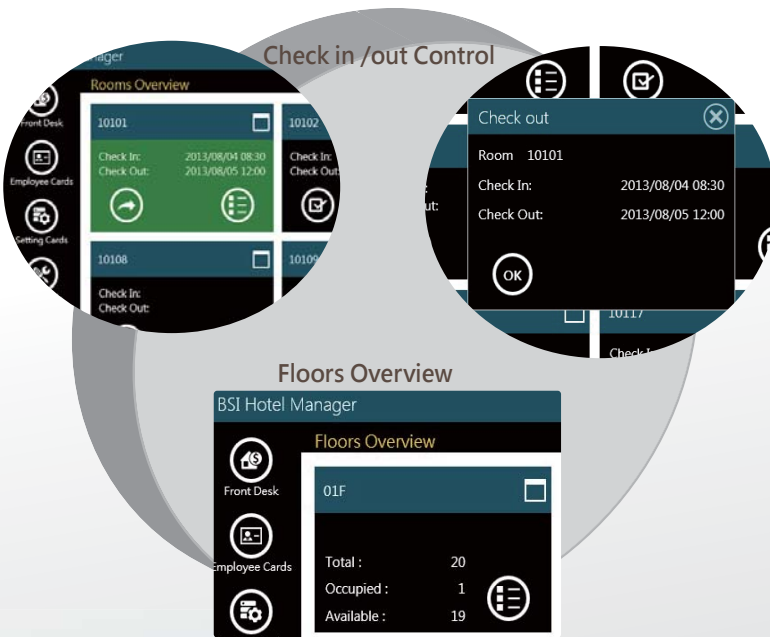 Check in /out Control
Rooms Overview
Front Desk
Employee Cards
Setting Cards
10101
Check In: 2013/08/04 08:30
Check Out: 2013/08/05 12:00
10102
Check In:
Check Out:
10108
Check In:
Check Out:
10109
Check out
Room 10101
Check In: 2013/08/04 08:30
Check Out: 2013/08/05 12:00
OK
10117
Floors Overview
BSI Hotel Manager
Floors Overview
Front Desk
Employee Cards
01F
Total : 20
Occupied : 1
Available : 19